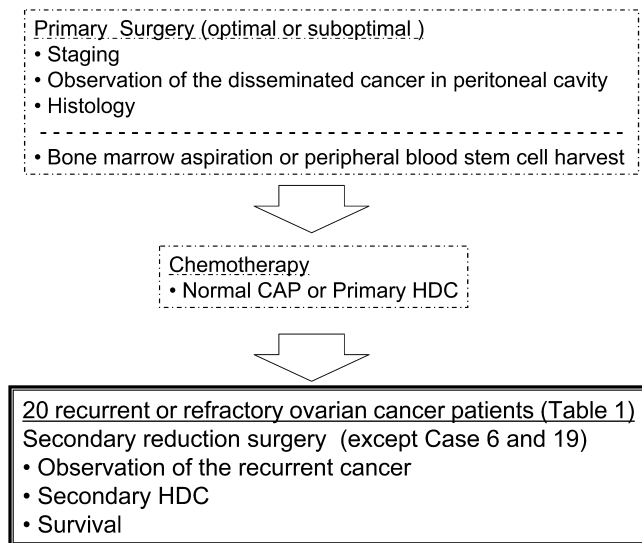 Primary Surgery (optimal or suboptimal )
• Staging
• Observation of the disseminated cancer in peritoneal cavity
• Histology
• Bone marrow aspiration or peripheral blood stem cell harvest
Chemotherapy
• Normal CAP or Primary HDC
20 recurrent or refractory ovarian cancer patients (Table 1)
Secondary reduction surgery (except Case 6 and 19)
• Observation of the recurrent cancer
• Secondary HDC
• Survival